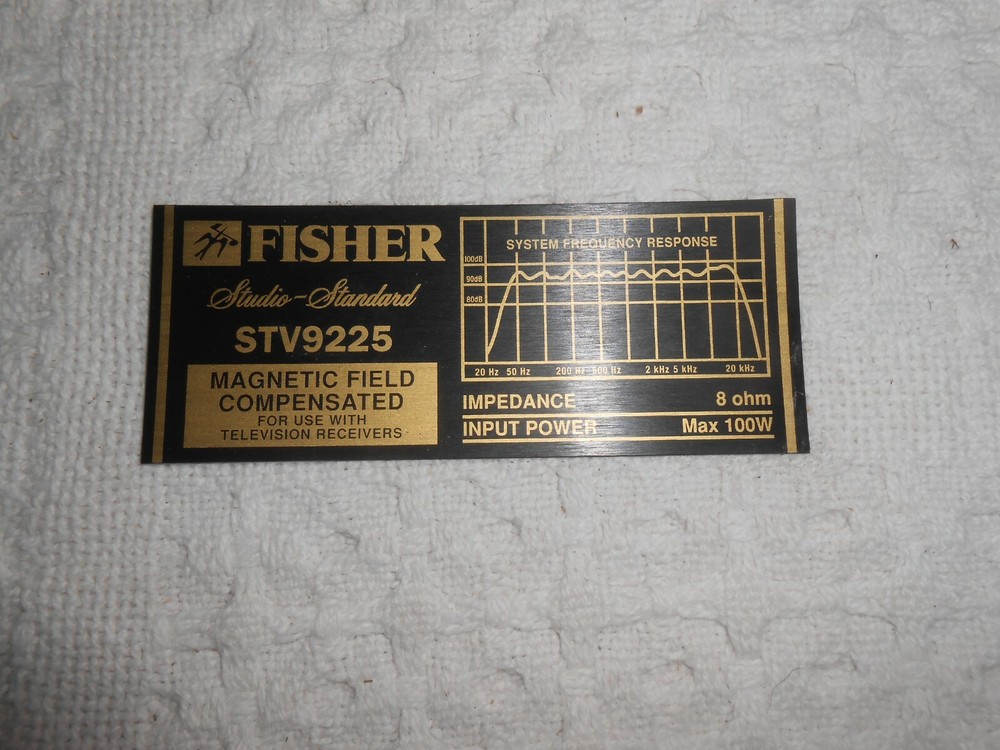 FISHER
Studio-Standard
STV9225
MAGNETIC FIELD
COMPENSATED
FOR USE WITH
TELEVISION RECEIVERS
SYSTEM FREQUENCY RESPONSE
100dB
90dB
80dB
20 Hz 50 Hz 200 Hz 500 Hz 2 kHz 5 kHz 20 kHz
IMPEDANCE 8 ohm
INPUT POWER Max 100W